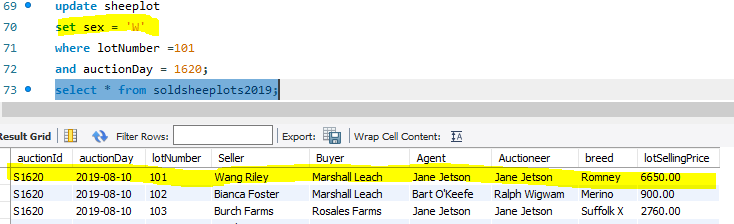 69 update sheeplot
70 set sex = 'W'
71 where lotNumber =101
72 and auctionDay = 1620;
73 select * from soldsheeplots2019;
Result Grid Filter Rows: Export: Wrap Cell Content:
auctionId auctionDay lotNumber Seller Buyer Agent Auctioneer breed lotSellingPrice
S1620 2019-08-10 101 Wang Riley Marshall Leach Jane Jetson Jane Jetson Romney 6650.00
S1620 2019-08-10 102 Bianca Foster Marshall Leach Bart O'Keefe Ralph Wigwam Merino 900.00
S1620 2019-08-10 103 Burch Farms Rosales Farms Jane Jetson Jane Jetson Suffolk X 2760.00